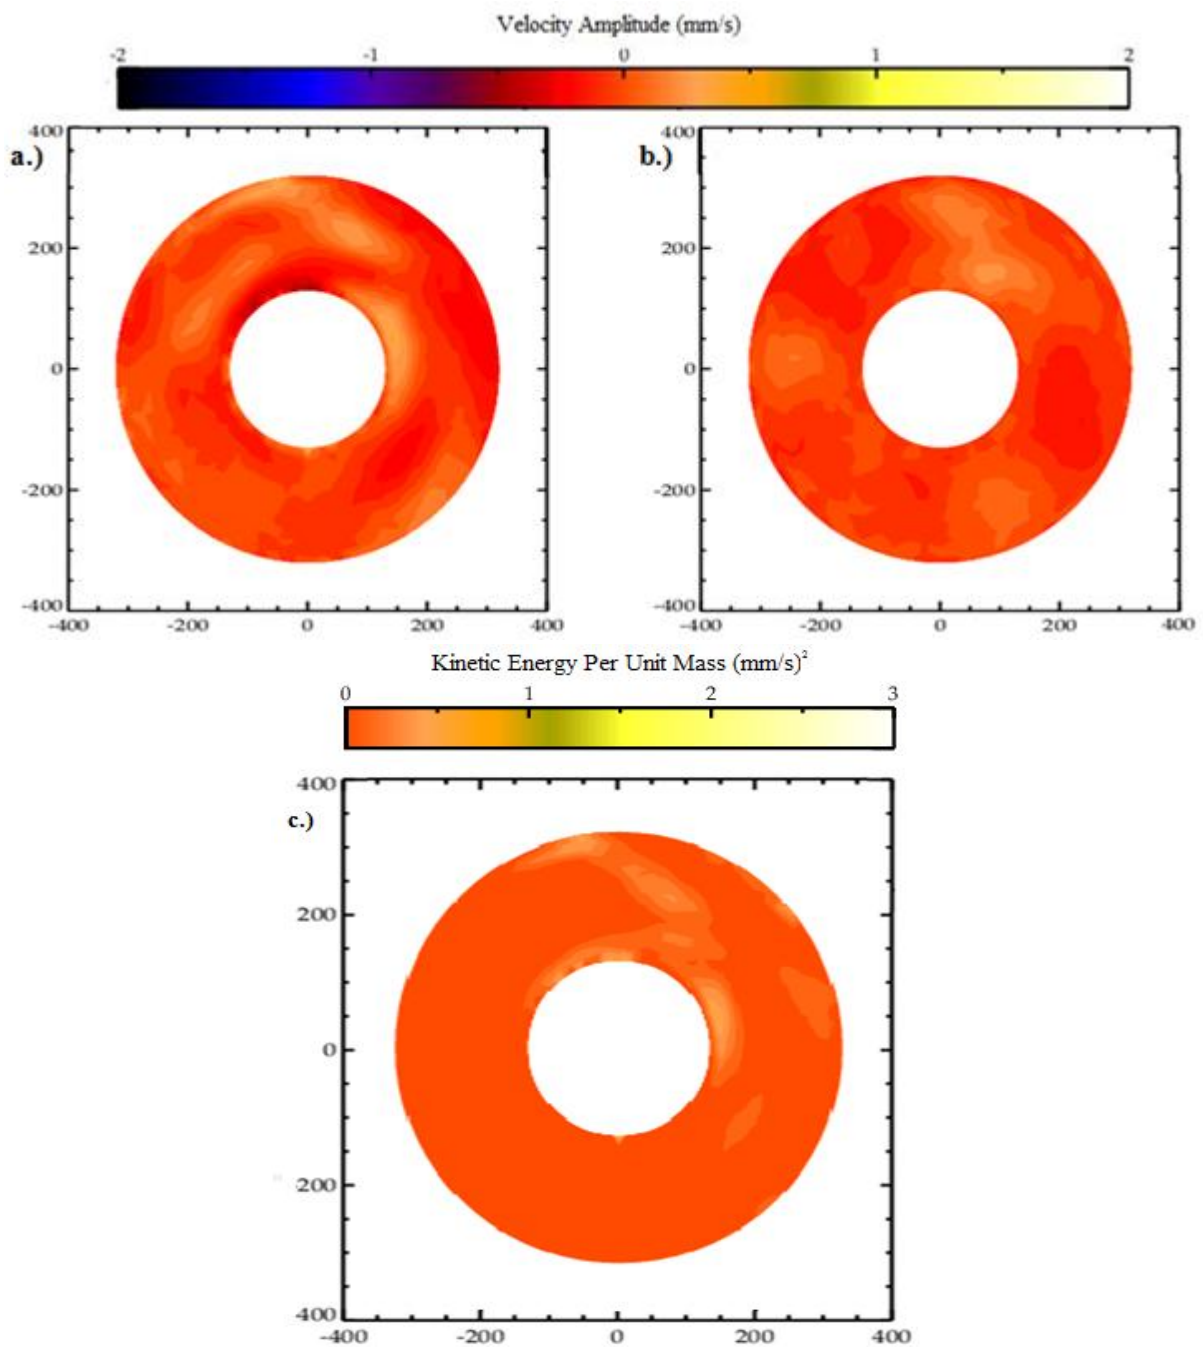 Velocity Amplitude (mm/s)
-2 -1 0 1 2
a.) b.)
400 400
200 200
0 0
-200 -200
-400 -400
-400 -200 0 200 400 -400 -200 0 200 400
Kinetic Energy Per Unit Mass (mm/s)²
0 1 2 3
400
c.)
200
0
-200
400
-400 -200 0 200 400